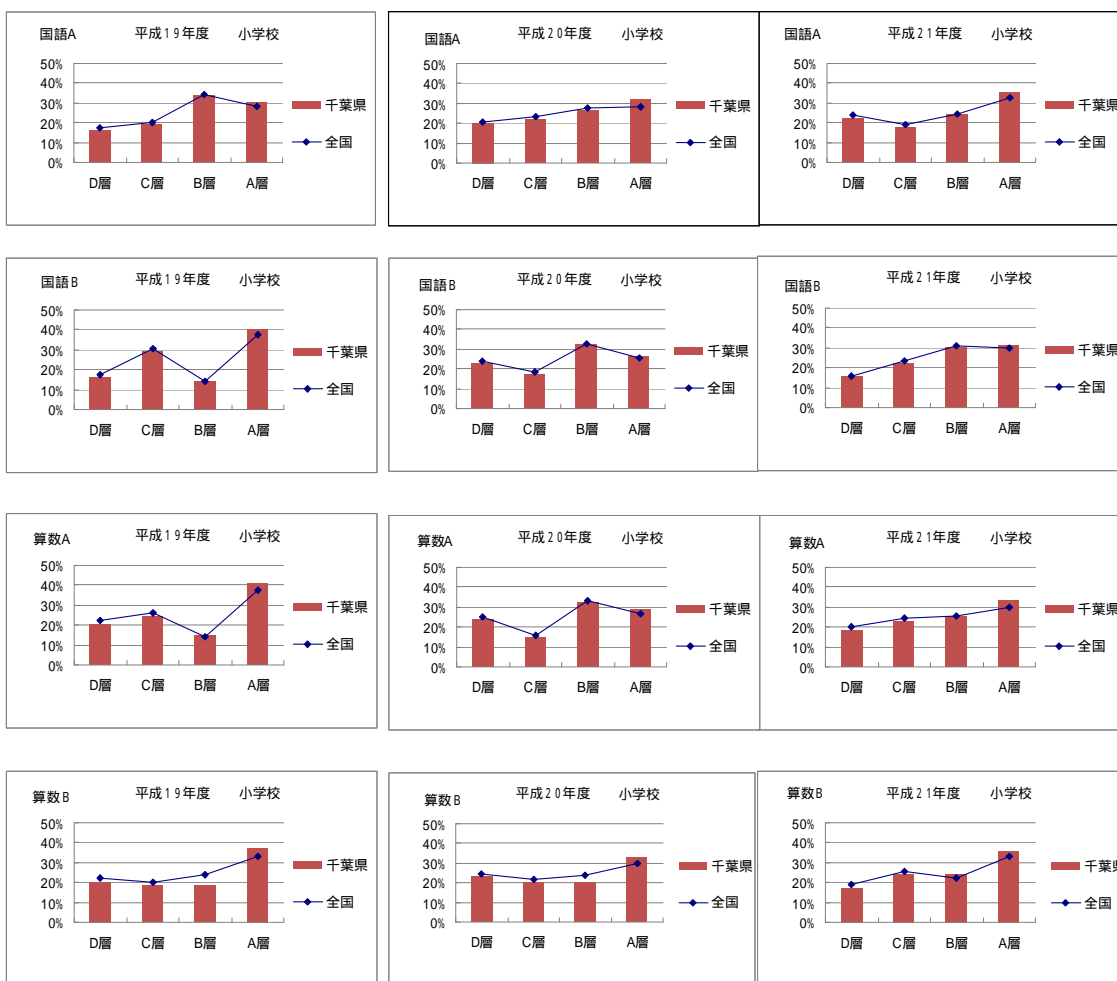 国語A 平成19年度 小学校
50%
40%
30%
20%
10%
0%
D層 C層 B層 A層
千葉県
全国
国語A 平成20年度 小学校
50%
40%
30%
20%
10%
0%
D層 C層 B層 A層
千葉県
全国
国語A 平成21年度 小学校
50%
40%
30%
20%
10%
0%
D層 C層 B層 A層
千葉県
全国
国語B 平成19年度 小学校
50%
40%
30%
20%
10%
0%
D層 C層 B層 A層
千葉県
全国
国語B 平成20年度 小学校
50%
40%
30%
20%
10%
0%
D層 C層 B層 A層
千葉県
全国
国語B 平成21年度 小学校
50%
40%
30%
20%
10%
0%
D層 C層 B層 A層
千葉県
全国
算数A 平成19年度 小学校
50%
40%
30%
20%
10%
0%
D層 C層 B層 A層
千葉県
全国
算数A 平成20年度 小学校
50%
40%
30%
20%
10%
0%
D層 C層 B層 A層
千葉県
全国
算数A 平成21年度 小学校
50%
40%
30%
20%
10%
0%
D層 C層 B層 A層
千葉県
全国
算数B 平成19年度 小学校
50%
40%
30%
20%
10%
0%
D層 C層 B層 A層
千葉県
全国
算数B 平成20年度 小学校
50%
40%
30%
20%
10%
0%
D層 C層 B層 A層
千葉県
全国
算数B 平成21年度 小学校
50%
40%
30%
20%
10%
0%
D層 C層 B層 A層
千葉県
全国